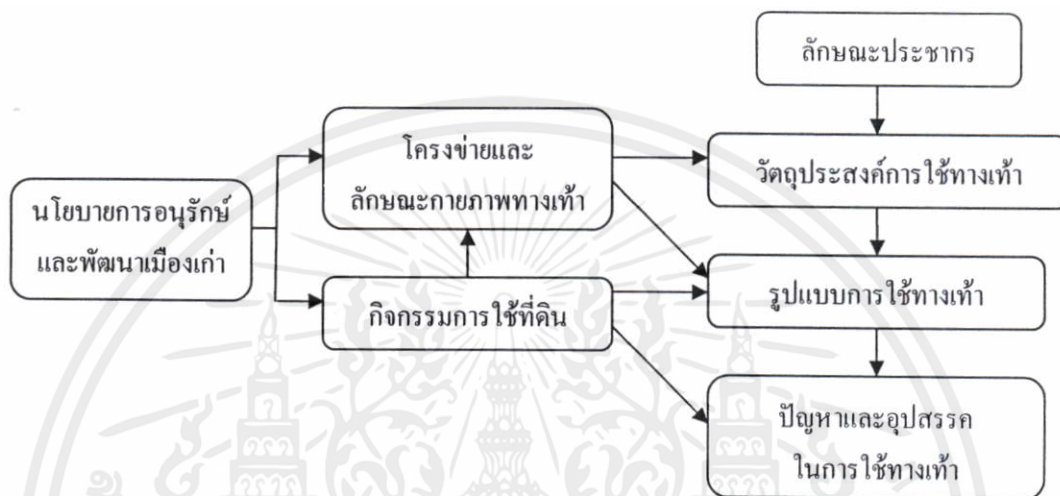 ลักษณะประชากร
โครงข่ายและ
ลักษณะกายภาพทางเท้า
วัตถุประสงค์การใช้ทางเท้า
นโยบายการอนุรักษ์
และพัฒนาเมืองเก่า
รูปแบบการใช้ทางเท้า
กิจกรรมการใช้ที่ดิน
ปัญหาและอุปสรรค
ในการใช้ทางเท้า